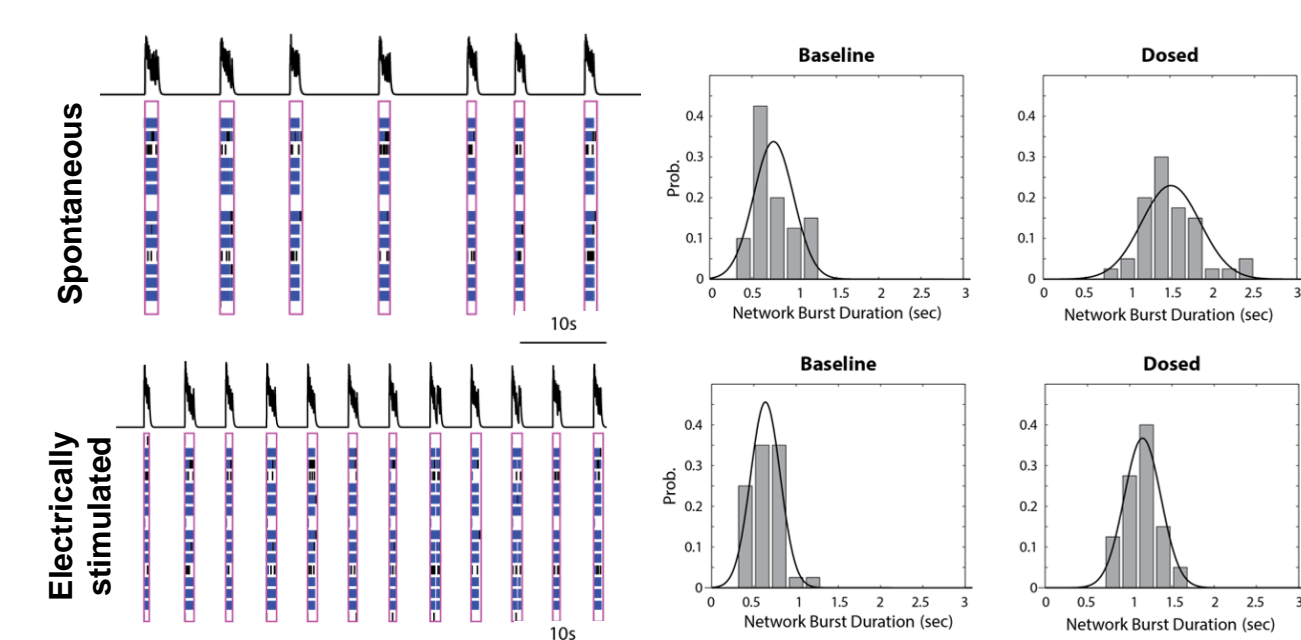 Spontaneous
10s
Baseline
Prob.
0.4
0.3
0.2
0.1
0
0 0.5 1 1.5 2 2.5 3
Network Burst Duration (sec)
Dosed
0.4
0.3
0.2
0.1
0
0 0.5 1 1.5 2 2.5 3
Network Burst Duration (sec)
Electrically
stimulated
10s
Baseline
Prob.
0.4
0.3
0.2
0.1
0
0 0.5 1 1.5 2 2.5 3
Network Burst Duration (sec)
Dosed
0.4
0.3
0.2
0.1
0
0 0.5 1 1.5 2 2.5 3
Network Burst Duration (sec)